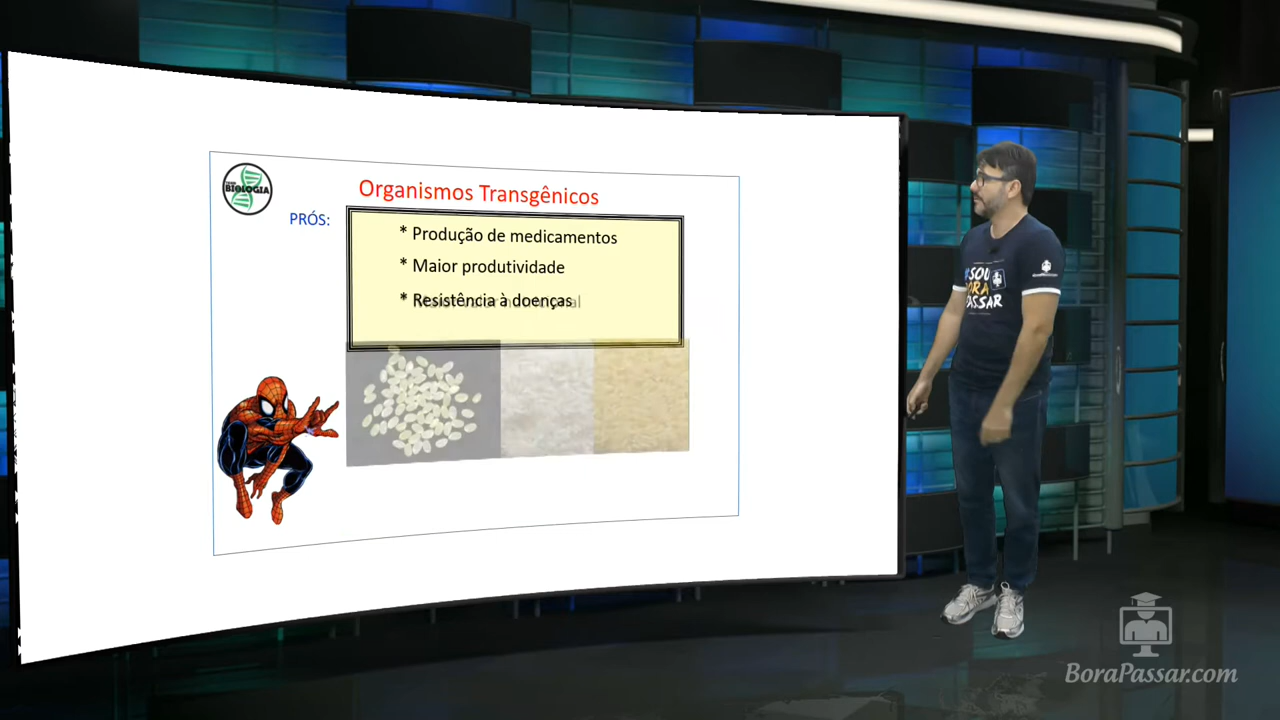 BIOLOGIA
Organismos Transgênicos
PRÓS:
* Produção de medicamentos
* Maior produtividade
* Resistência à doenças
#SOU
BORA
PASSAR
BoraPassar.com